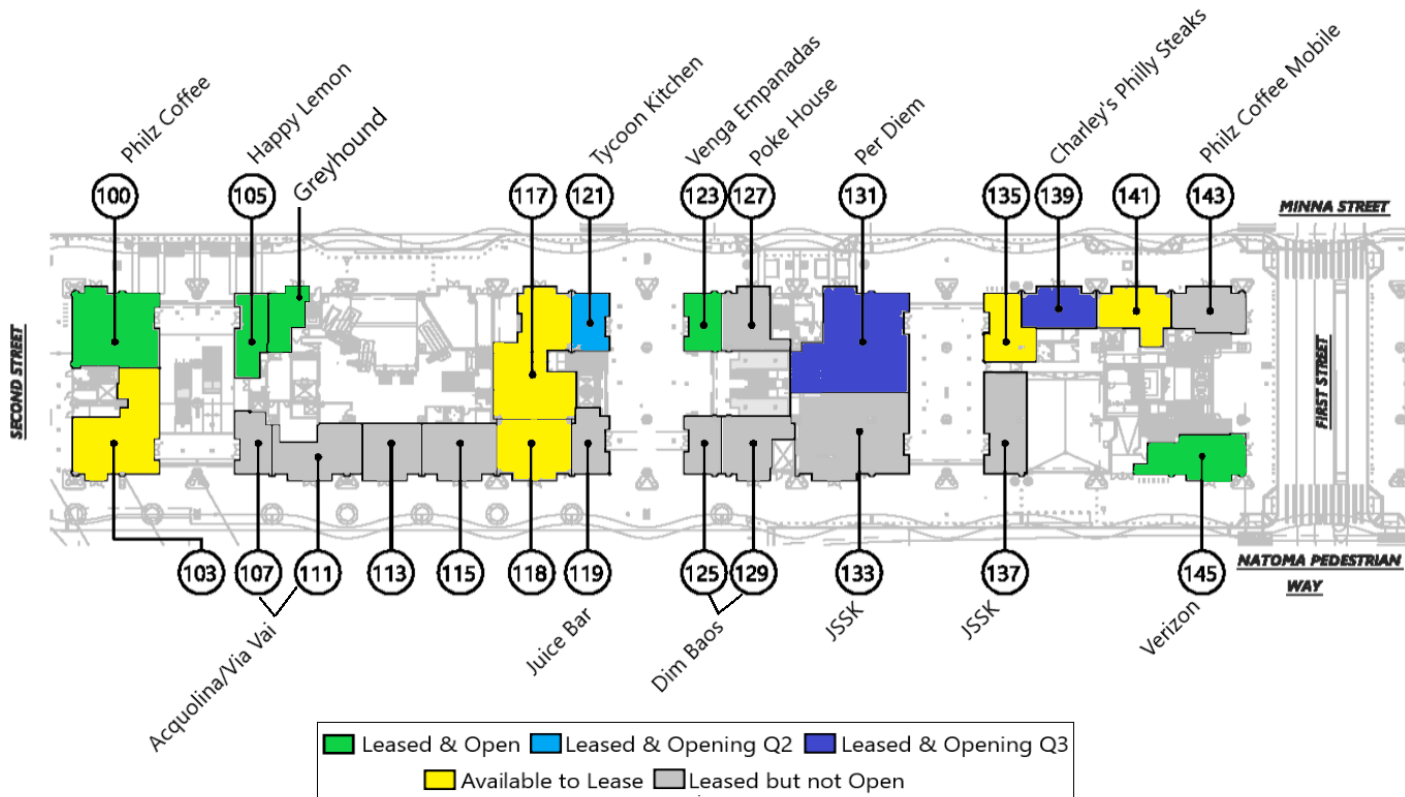 Philz Coffee
Happy Lemon
Greyhound
Tycoon Kitchen
Venga Empanadas
Poke House
Per Diem
Charley's Philly Steaks
Philz Coffee Mobile
100
105
117
121
123
127
131
135
139
141
143
MINNA STREET
SECOND STREET
FIRST STREET
103
107
111
113
115
118
119
125
129
133
137
145
NATOMA PEDESTRIAN
WAY
Acquolina/Via Vai
Juice Bar
Dim Baos
JSSK
JSSK
Verizon
Leased & Open
Leased & Opening Q2
Leased & Opening Q3
Available to Lease
Leased but not Open